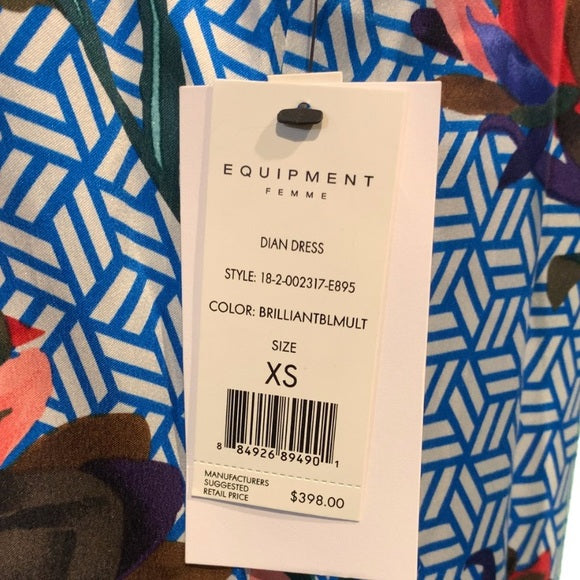 EQUIPMENT
FEMME
DIAN DRESS
STYLE: 18-2-002317-E895
COLOR: BRILLIANTBLMULT
SIZE
XS
8 84926 89490 1
MANUFACTURERS
SUGGESTED
RETAIL PRICE
$398.00